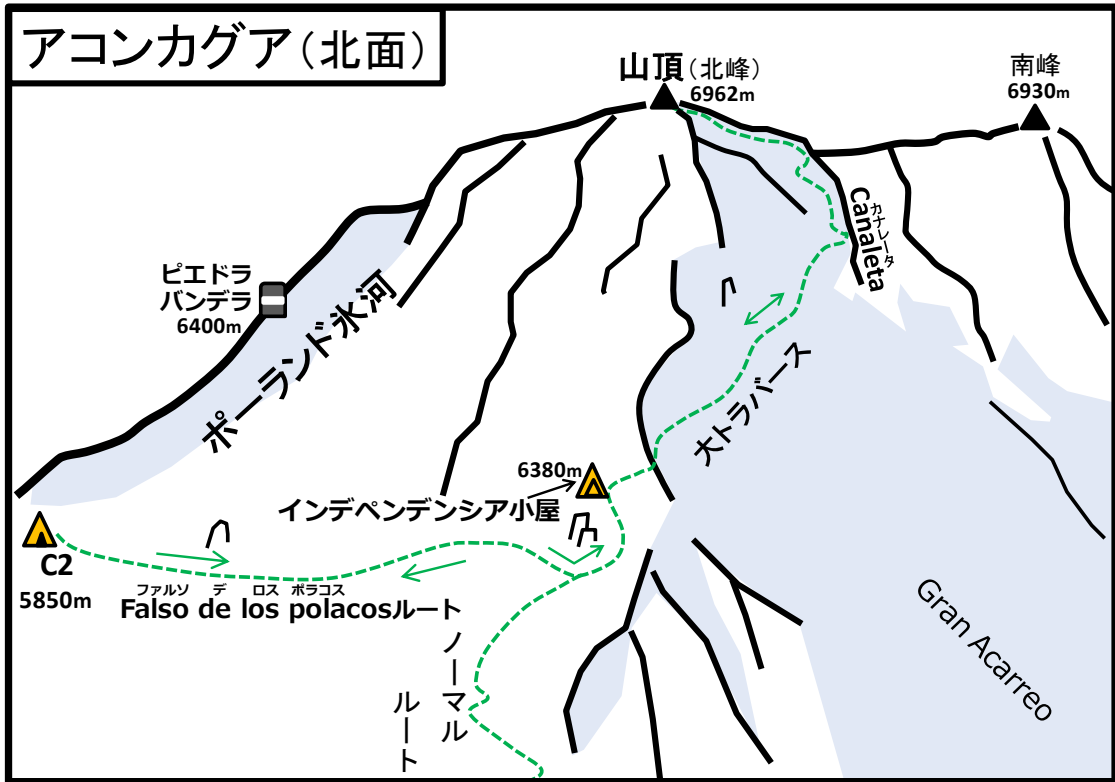 アコンカグア(北面)
山頂(北峰)
6962m
南峰
6930m
カナレータ
Canaleta
ピエドラ
バンデラ
6400m
ポーランド氷河
大トラバース
6380m
インデペンデンシア小屋
C2
5850m
ファルソ デ ロス ポラコス
Falso de los polacosルート
ノーマル
ルート
Gran Acarreo